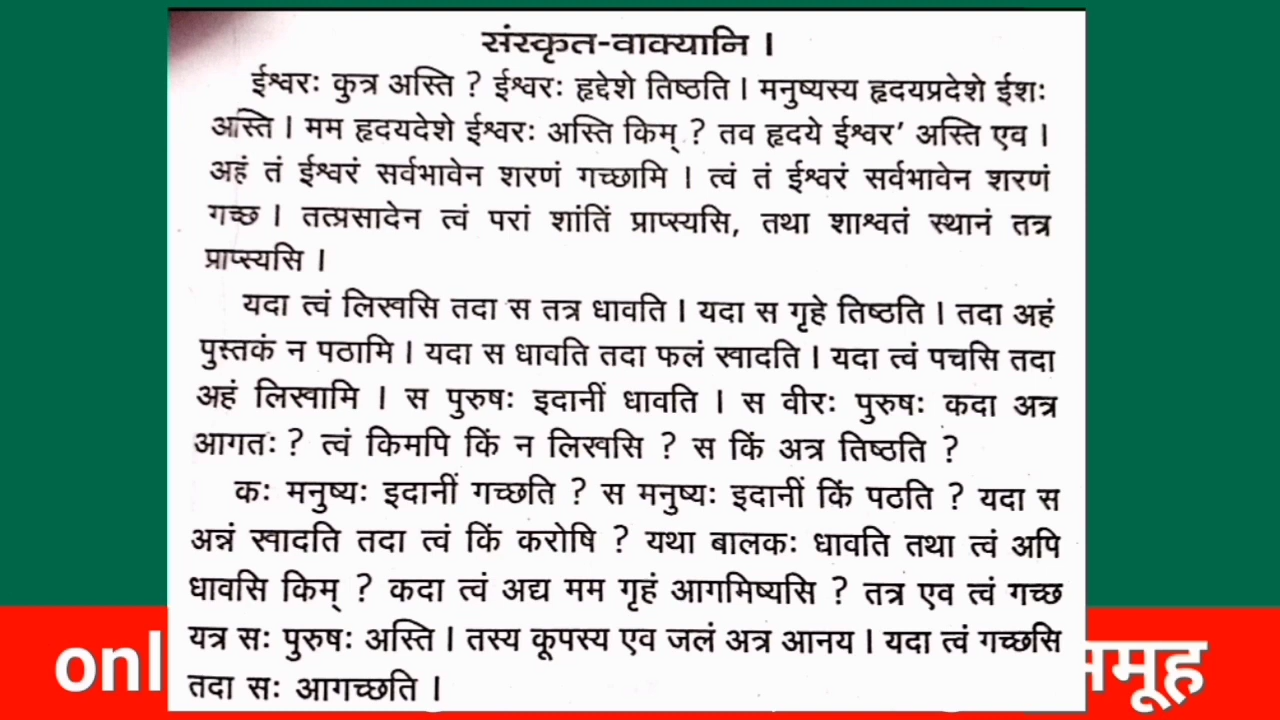 संस्कृत-वाक्यानि ।
ईश्वरः कुत्र अस्ति ? ईश्वरः हृद्देशे तिष्ठति । मनुष्यस्य हृदयप्रदेशे ईशः
अस्ति । मम हृदयदेशे ईश्वरः अस्ति किम् ? तव हृदये ईश्वर’ अस्ति एव ।
अहं तं ईश्वरं सर्वभावेन शरणं गच्छामि । त्वं तं ईश्वरं सर्वभावेन शरणं
गच्छ । तत्प्रसादेन त्वं परां शांतिं प्राप्स्यसि, तथा शाश्वतं स्थानं तत्र
प्राप्स्यसि ।
यदा त्वं लिखसि तदा स तत्र धावति । यदा स गृहे तिष्ठति । तदा अहं
पुस्तकं न पठामि । यदा स धावति तदा फलं खादति । यदा त्वं पचसि तदा
अहं लिखामि । स पुरुषः इदानीं धावति । स वीरः पुरुषः कदा अत्र
आगतः ? त्वं किमपि किं न लिखसि ? स किं अत्र तिष्ठति ?
कः मनुष्यः इदानीं गच्छति ? स मनुष्यः इदानीं किं पठति ? यदा स
अन्नं खादति तदा त्वं किं करोषि ? यथा बालकः धावति तथा त्वं अपि
धावसि किम् ? कदा त्वं अद्य मम गृहं आगमिष्यसि ? तत्र एव त्वं गच्छ
यत्र सः पुरुषः अस्ति । तस्य कूपस्य एव जलं अत्र आनय । यदा त्वं गच्छसि
तदा सः आगच्छति ।
onl समूह